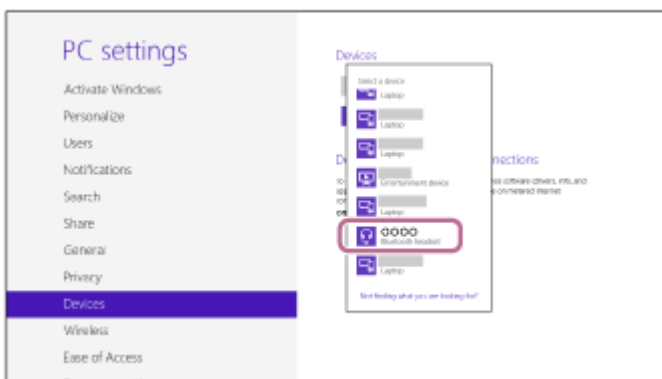 PC settings
Activate Windows
Personalize
Users
Notifications
Search
Share
General
Privacy
Devices
Wireless
Ease of Access
Devices
Select a device
Laptop
Laptop
Laptop
Entertainment device
Laptop
OOOO
Bluetooth headset
Laptop
Not finding what you are looking for?
nections